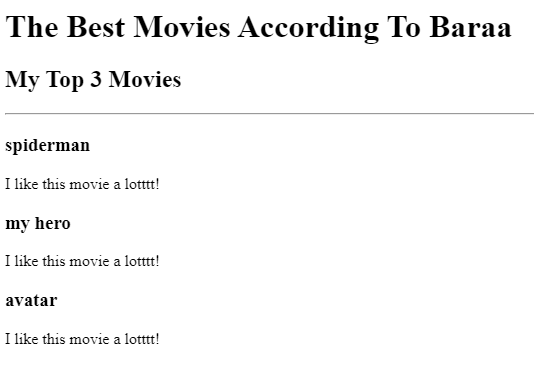 The Best Movies According To Baraa
My Top 3 Movies
spiderman
I like this movie a lotttt!
my hero
I like this movie a lotttt!
avatar
I like this movie a lotttt!